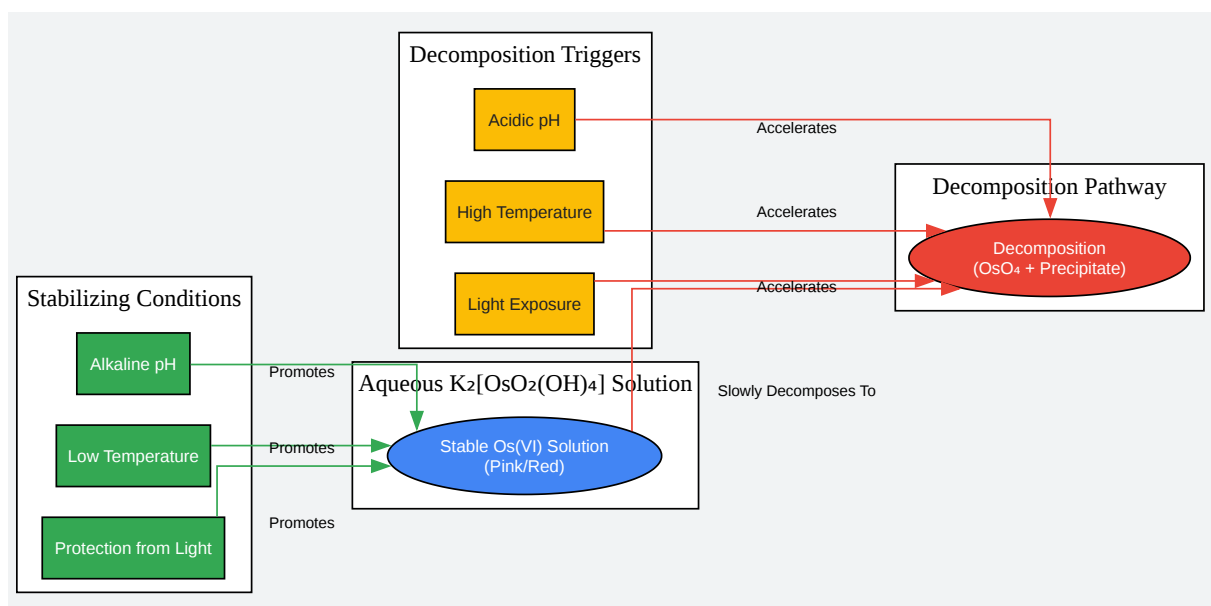 Decomposition Triggers
Acidic pH
Accelerates
High Temperature
Accelerates
Light Exposure
Accelerates
Decomposition Pathway
Decomposition
(OsO₄ + Precipitate)
Stabilizing Conditions
Alkaline pH
Promotes
Low Temperature
Promotes
Protection from Light
Promotes
Aqueous K₂[OsO₂(OH)₄] Solution
Stable Os(VI) Solution
(Pink/Red)
Slowly Decomposes To